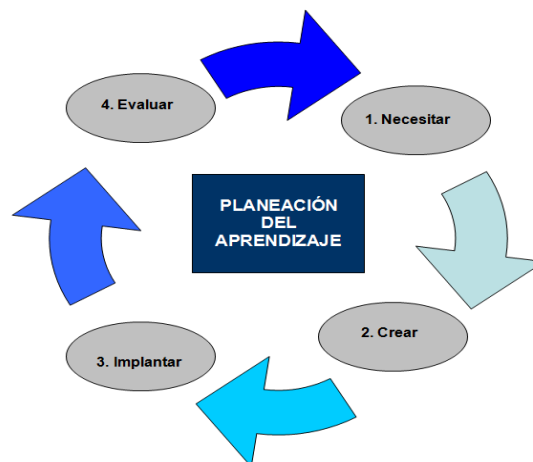 4. Evaluar
1. Necesitar
PLANEACIÓN
DEL
APRENDIZAJE
2. Crear
3. Implantar